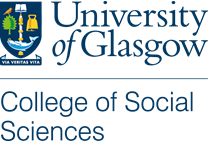 University
of Glasgow
VIA VERITAS VITA
College of Social
Sciences